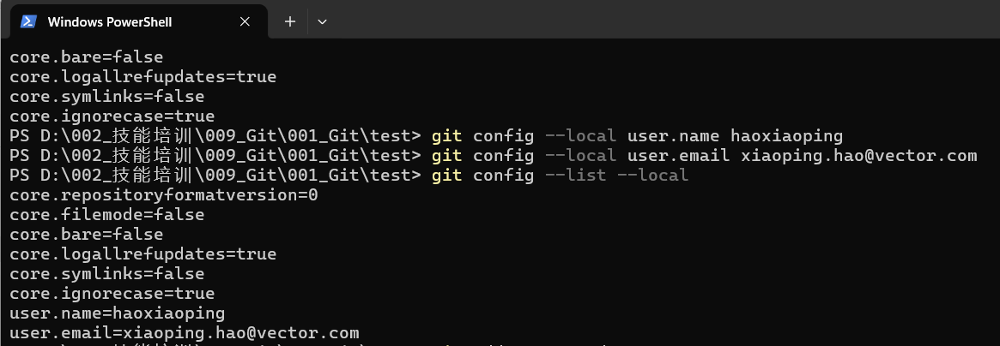 Windows PowerShell
core.bare=false
core.logallrefupdates=true
core.symlinks=false
core.ignorecase=true
PS D:\002_技能培训\009_Git\001_Git\test> git config --local user.name haoxiaoping
PS D:\002_技能培训\009_Git\001_Git\test> git config --local user.email xiaoping.hao@vector.com
PS D:\002_技能培训\009_Git\001_Git\test> git config --list --local
core.repositoryformatversion=0
core.filemode=false
core.bare=false
core.logallrefupdates=true
core.symlinks=false
core.ignorecase=true
user.name=haoxiaoping
user.email=xiaoping.hao@vector.com